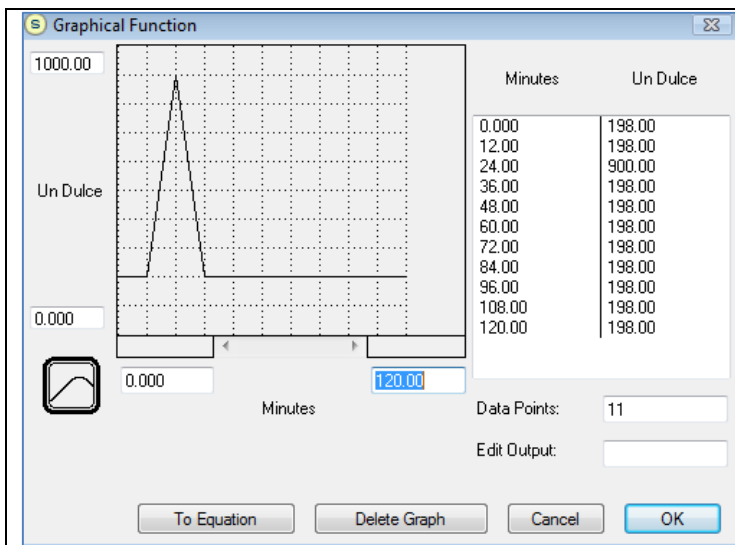 Graphical Function
1000.00
Un Dulce
0.000
0.000
120.00
Minutes
Minutes Un Dulce
0.000 198.00
12.00 198.00
24.00 900.00
36.00 198.00
48.00 198.00
60.00 198.00
72.00 198.00
84.00 198.00
96.00 198.00
108.00 198.00
120.00 198.00
Data Points: 11
Edit Output:
To Equation
Delete Graph
Cancel
OK